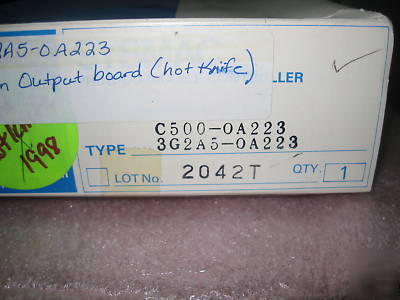 A5-OA223
n Output board (hot knife)
LLER
C500-OA223
TYPE 3G2A5-OA223
LOT No. 2042T QTY. 1
1998